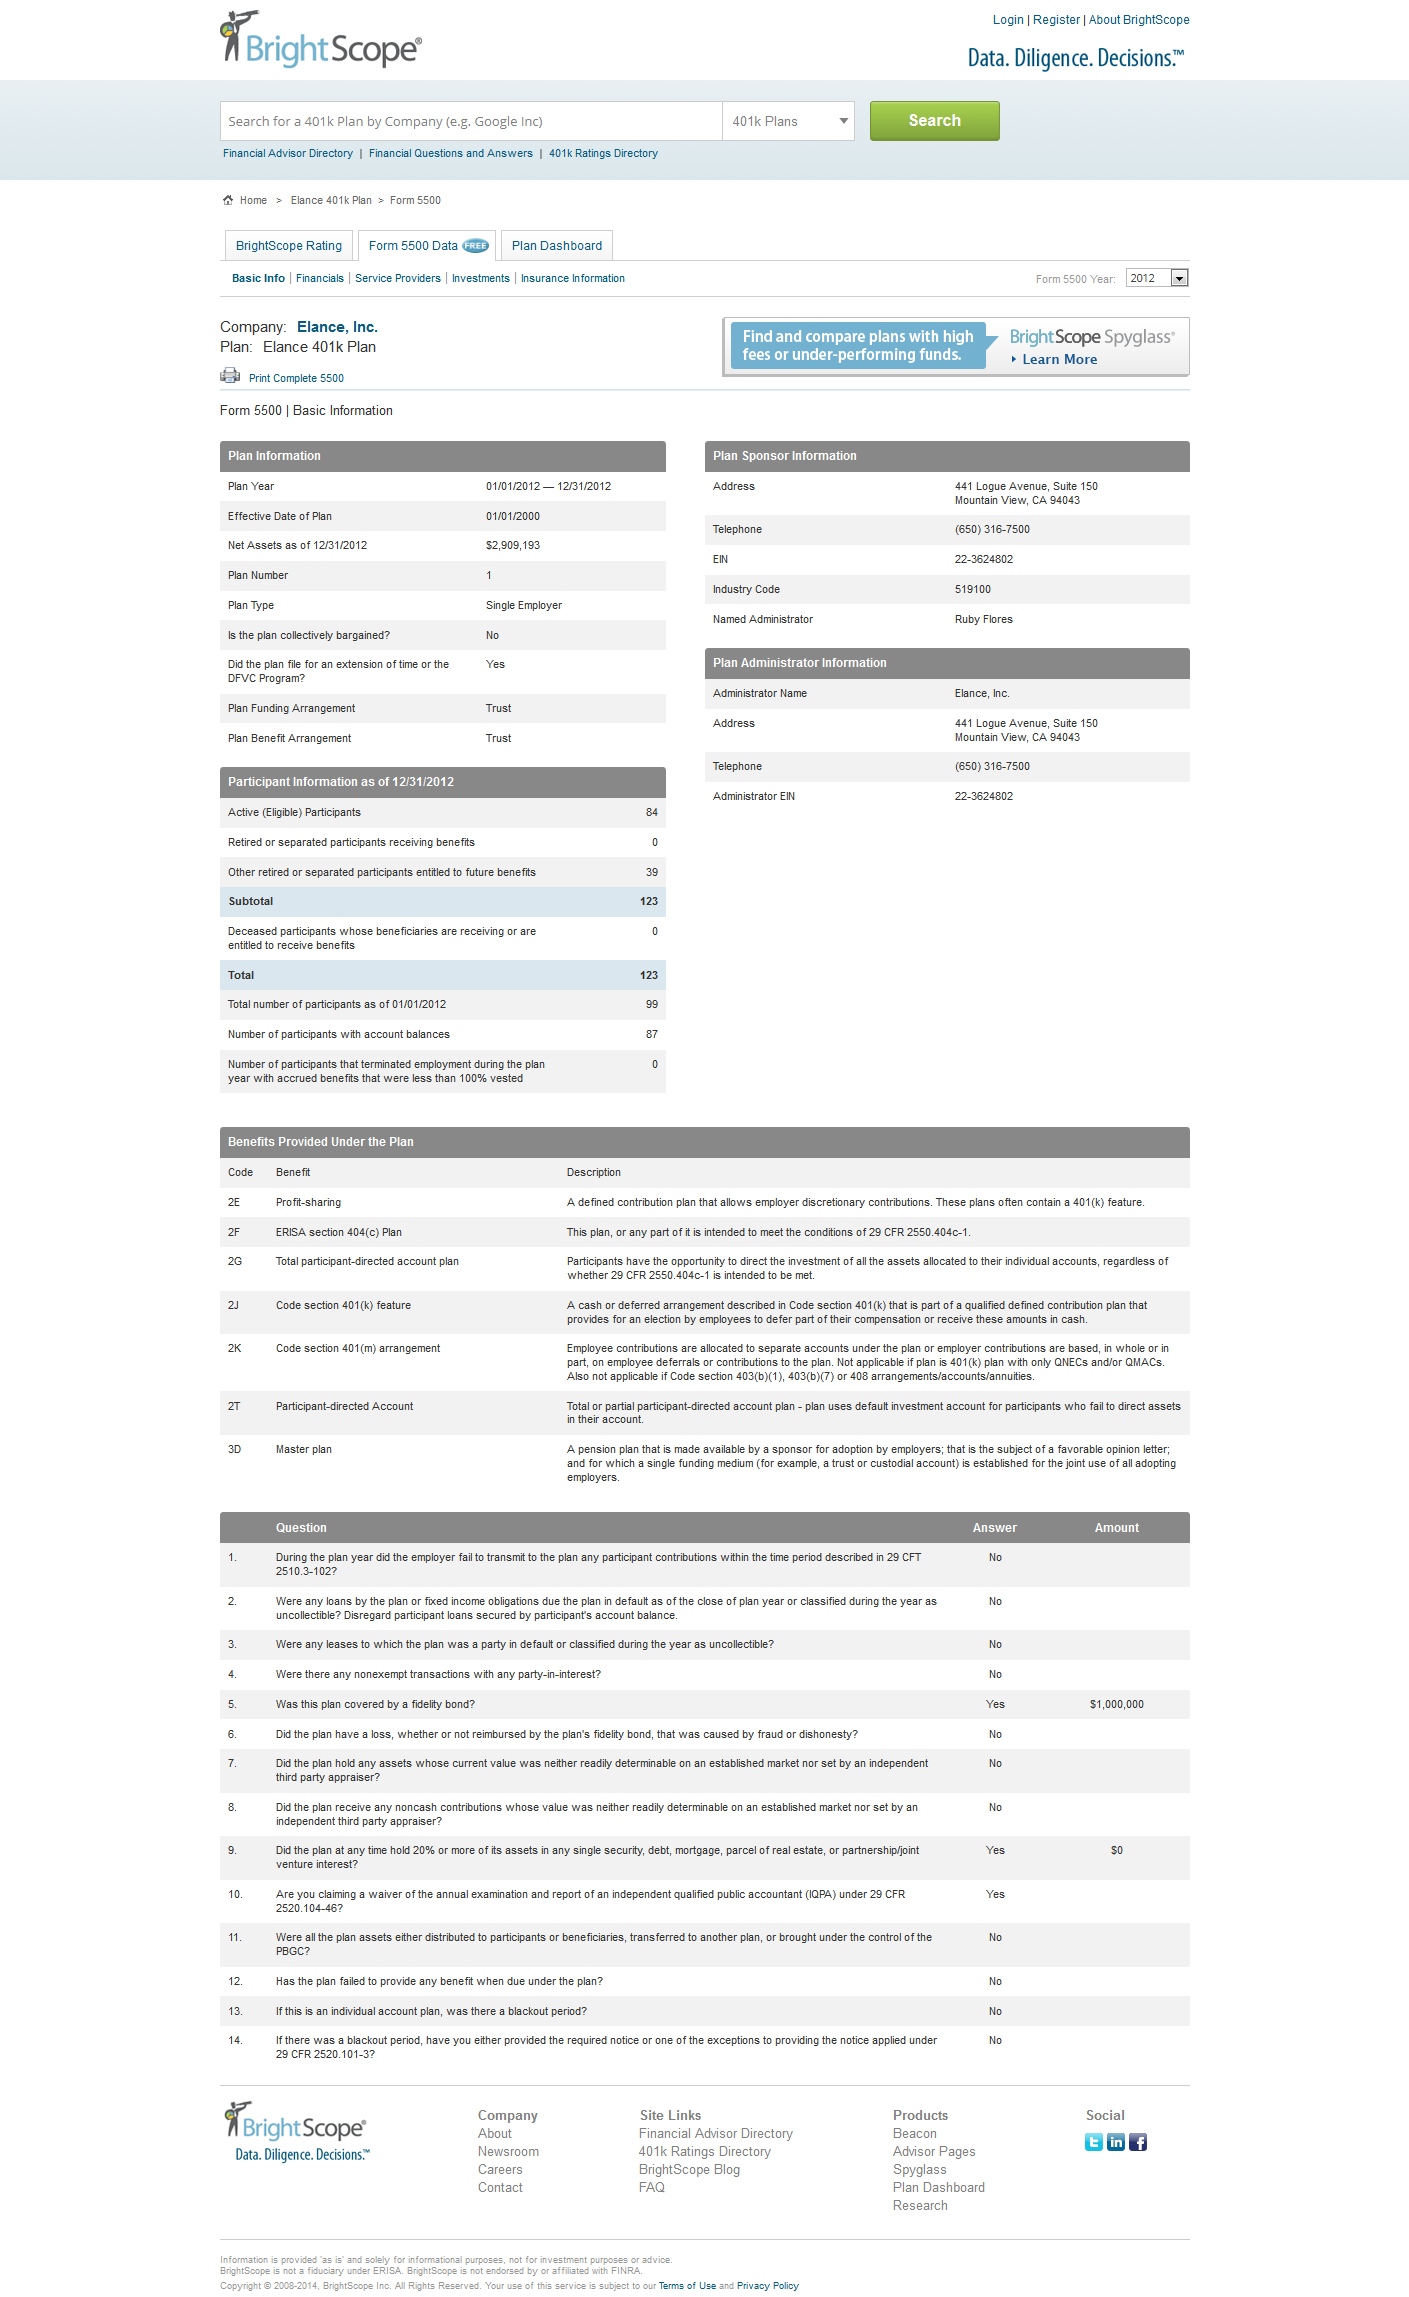 BrightScope®
Login | Register | About BrightScope
Data. Diligence. Decisions.™
Search for a 401k Plan by Company (e.g. Google Inc)
401k Plans
Search
Financial Advisor Directory | Financial Questions and Answers | 401k Ratings Directory
Home > Elance 401k Plan > Form 5500
BrightScope Rating
Form 5500 Data FREE
Plan Dashboard
Basic Info | Financials | Service Providers | Investments | Insurance Information
Form 5500 Year: 2012
Company: Elance, Inc.
Plan: Elance 401k Plan
Print Complete 5500
Find and compare plans with high
fees or under-performing funds.
BrightScope Spyglass®
Learn More
Form 5500 | Basic Information
Plan Information
Plan Year 01/01/2012 — 12/31/2012
Effective Date of Plan 01/01/2000
Net Assets as of 12/31/2012 $2,909,193
Plan Number 1
Plan Type Single Employer
Is the plan collectively bargained? No
Did the plan file for an extension of time or the Yes
DFVC Program?
Plan Funding Arrangement Trust
Plan Benefit Arrangement Trust
Participant Information as of 12/31/2012
Active (Eligible) Participants 84
Retired or separated participants receiving benefits 0
Other retired or separated participants entitled to future benefits 39
Subtotal 123
Deceased participants whose beneficiaries are receiving or are 0
entitled to receive benefits
Total 123
Total number of participants as of 01/01/2012 99
Number of participants with account balances 87
Number of participants that terminated employment during the plan 0
year with accrued benefits that were less than 100% vested
Plan Sponsor Information
Address 441 Logue Avenue, Suite 150
Mountain View, CA 94043
Telephone (650) 316-7500
EIN 22-3624802
Industry Code 519100
Named Administrator Ruby Flores
Plan Administrator Information
Administrator Name Elance, Inc.
Address 441 Logue Avenue, Suite 150
Mountain View, CA 94043
Telephone (650) 316-7500
Administrator EIN 22-3624802
Benefits Provided Under the Plan
Code Benefit Description
2E Profit-sharing A defined contribution plan that allows employer discretionary contributions. These plans often contain a 401(k) feature.
2F ERISA section 404(c) Plan This plan, or any part of it is intended to meet the conditions of 29 CFR 2550.404c-1.
2G Total participant-directed account plan Participants have the opportunity to direct the investment of all the assets allocated to their individual accounts, regardless of
whether 29 CFR 2550.404c-1 is intended to be met.
2J Code section 401(k) feature A cash or deferred arrangement described in Code section 401(k) that is part of a qualified defined contribution plan that
provides for an election by employees to defer part of their compensation or receive these amounts in cash.
2K Code section 401(m) arrangement Employee contributions are allocated to separate accounts under the plan or employer contributions are based, in whole or in
part, on employee deferrals or contributions to the plan. Not applicable if plan is 401(k) plan with only QNECs and/or QMACs.
Also not applicable if Code section 403(b)(1), 403(b)(7) or 408 arrangements/accounts/annuities.
2T Participant-directed Account Total or partial participant-directed account plan - plan uses default investment account for participants who fail to direct assets
in their account.
3D Master plan A pension plan that is made available by a sponsor for adoption by employers; that is the subject of a favorable opinion letter;
and for which a single funding medium (for example, a trust or custodial account) is established for the joint use of all adopting
employers.
Question Answer Amount
1. During the plan year did the employer fail to transmit to the plan any participant contributions within the time period described in 29 CFT No
2510.3-102?
2. Were any loans by the plan or fixed income obligations due the plan in default as of the close of plan year or classified during the year as No
uncollectible? Disregard participant loans secured by participant's account balance.
3. Were any leases to which the plan was a party in default or classified during the year as uncollectible? No
4. Were there any nonexempt transactions with any party-in-interest? No
5. Was this plan covered by a fidelity bond? Yes $1,000,000
6. Did the plan have a loss, whether or not reimbursed by the plan's fidelity bond, that was caused by fraud or dishonesty? No
7. Did the plan hold any assets whose current value was neither readily determinable on an established market nor set by an independent No
third party appraiser?
8. Did the plan receive any noncash contributions whose value was neither readily determinable on an established market nor set by an No
independent third party appraiser?
9. Did the plan at any time hold 20% or more of its assets in any single security, debt, mortgage, parcel of real estate, or partnership/joint Yes $0
venture interest?
10. Are you claiming a waiver of the annual examination and report of an independent qualified public accountant (IQPA) under 29 CFR Yes
2520.104-46?
11. Were all the plan assets either distributed to participants or beneficiaries, transferred to another plan, or brought under the control of the No
PBGC?
12. Has the plan failed to provide any benefit when due under the plan? No
13. If this is an individual account plan, was there a blackout period? No
14. If there was a blackout period, have you either provided the required notice or one of the exceptions to providing the notice applied under No
29 CFR 2520.101-3?
BrightScope®
Data. Diligence. Decisions.™
Company
About
Newsroom
Careers
Contact
Site Links
Financial Advisor Directory
401k Ratings Directory
BrightScope Blog
FAQ
Products
Beacon
Advisor Pages
Spyglass
Plan Dashboard
Research
Social
t in f
Information is provided 'as is' and solely for informational purposes, not for investment purposes or advice.
BrightScope is not a fiduciary under ERISA. BrightScope is not endorsed by or affiliated with FINRA.
Copyright © 2008-2014, BrightScope Inc. All Rights Reserved. Your use of this service is subject to our Terms of Use and Privacy Policy